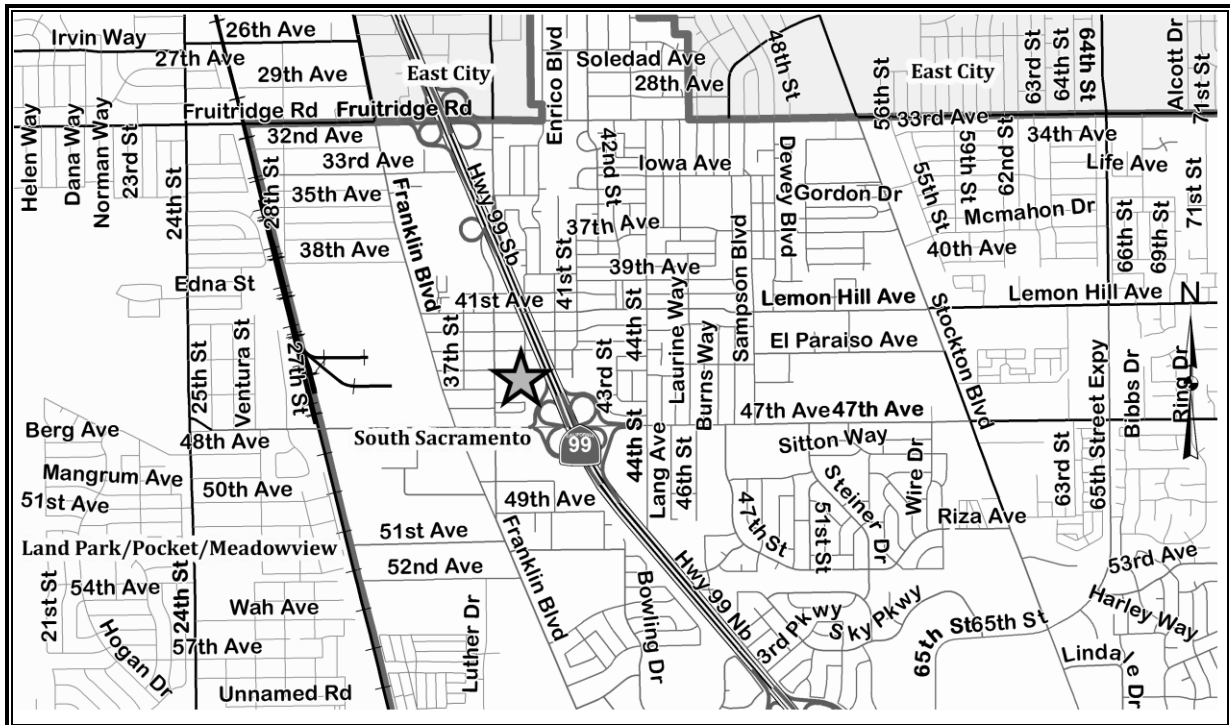 26th Ave
Irvin Way
27th Ave
29th Ave
East City
Enrico Blvd
Soledad Ave
28th Ave
48th St
56th St
East City
63rd St
64th St
64th St
Alcott Dr
71st St
Fruitridge Rd
Fruitridge Rd
33rd Ave
Helen Way
Dana Way
Norman Way
23rd St
24th St
32nd Ave
33rd Ave
28th St
35th Ave
38th Ave
Franklin Blvd
Hwy 99 Sb
42nd St
Iowa Ave
Dewey Blvd
Gordon Dr
55th St
59th St
62nd St
34th Ave
Life Ave
Mcmahon Dr
40th Ave
66th St
69th St
71st St
37th Ave
39th Ave
41st St
Edna St
41st Ave
44th St
Laurine Way
Burns Way
Sampson Blvd
Lemon Hill Ave
Stockton Blvd
Lemon Hill Ave
N
El Paraiso Ave
25th St
Ventura St
27th St
37th St
43rd St
47th Ave
47th Ave
65th Street Expy
Bibbs Dr
Ring Dr
Berg Ave
48th Ave
South Sacramento
99
44th St
Lang Ave
46th St
Sitton Way
Steiner Dr
Wire Dr
63rd St
Mangrum Ave
50th Ave
51st Ave
49th Ave
47th St
51st St
Riza Ave
51st Ave
Franklin Blvd
Land Park/Pocket/Meadowview
52nd Ave
53rd Ave
21st St
54th Ave
24th St
Wah Ave
Luther Dr
Bowling Dr
Hwy 99 Nb
3rd Pkwy
Sky Pkwy
65th St
65th St
Harley Way
Hogan Dr
57th Ave
Unnamed Rd
Lindale Dr